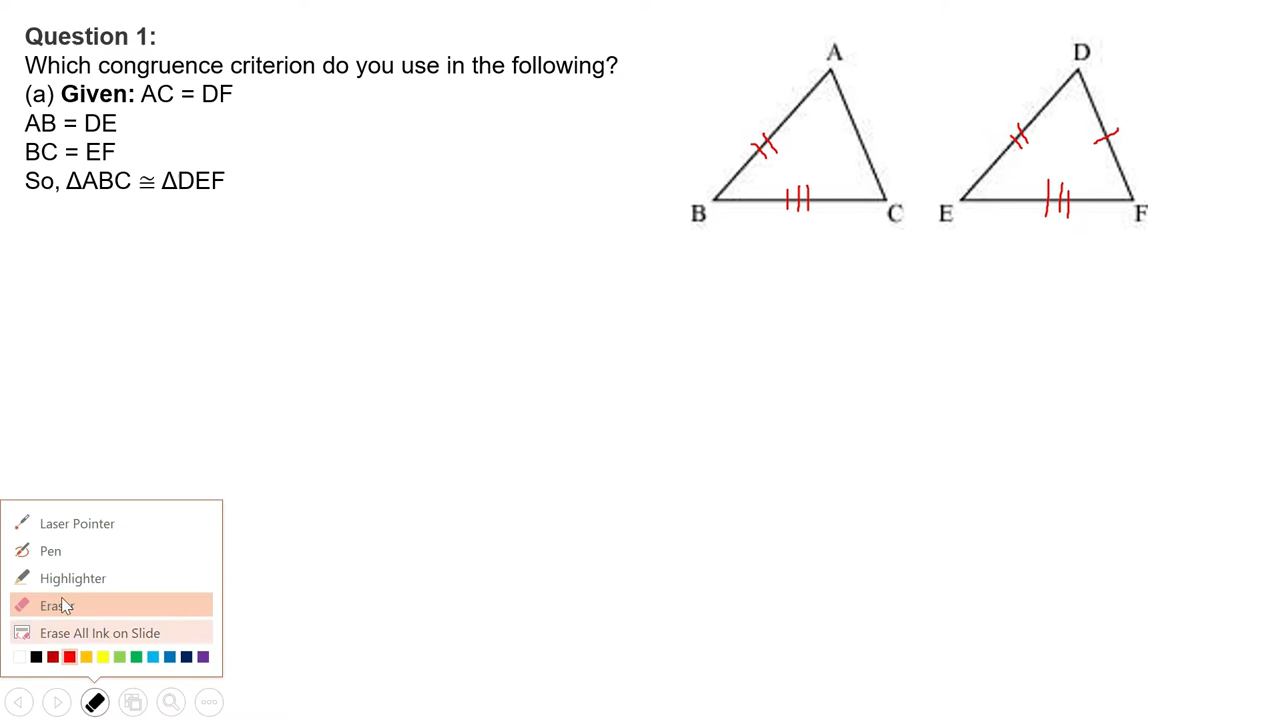 Question 1:
Which congruence criterion do you use in the following?
(a) Given: AC = DF
AB = DE
BC = EF
So, ΔABC ≅ ΔDEF
A
B
C
D
E
F
Laser Pointer
Pen
Highlighter
Eraser
Erase All Ink on Slide